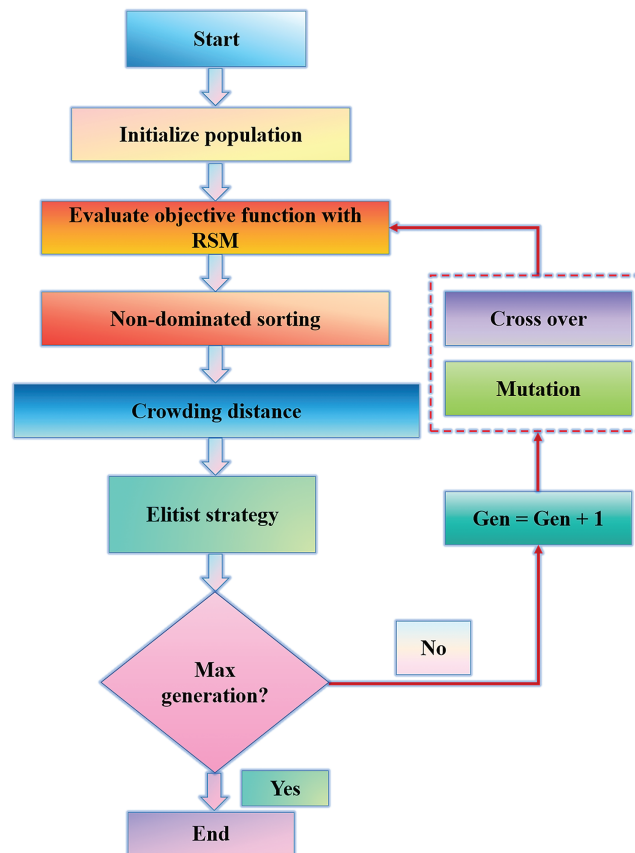 Start
Initialize population
Evaluate objective function with
RSM
Non-dominated sorting
Crowding distance
Elitist strategy
Max
generation?
Yes
End
No
Gen = Gen + 1
Cross over
Mutation